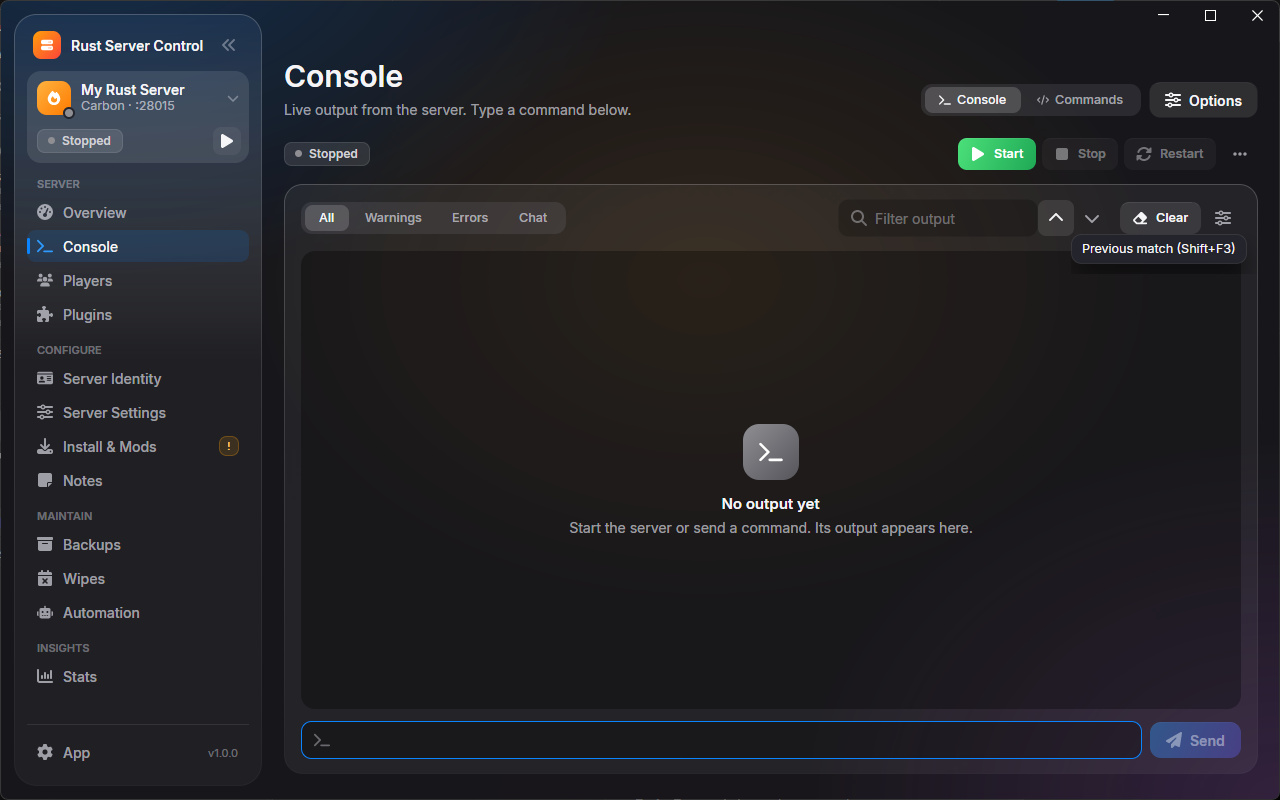 Rust Server Control
My Rust Server
Carbon · :28015
Stopped
SERVER
Overview
Console
Players
Plugins
CONFIGURE
Server Identity
Server Settings
Install & Mods
!
Notes
MAINTAIN
Backups
Wipes
Automation
INSIGHTS
Stats
App
v1.0.0
Console
Live output from the server. Type a command below.
Console
Commands
Options
Stopped
Start
Stop
Restart
All
Warnings
Errors
Chat
Filter output
Clear
Previous match (Shift+F3)
No output yet
Start the server or send a command. Its output appears here.
Send